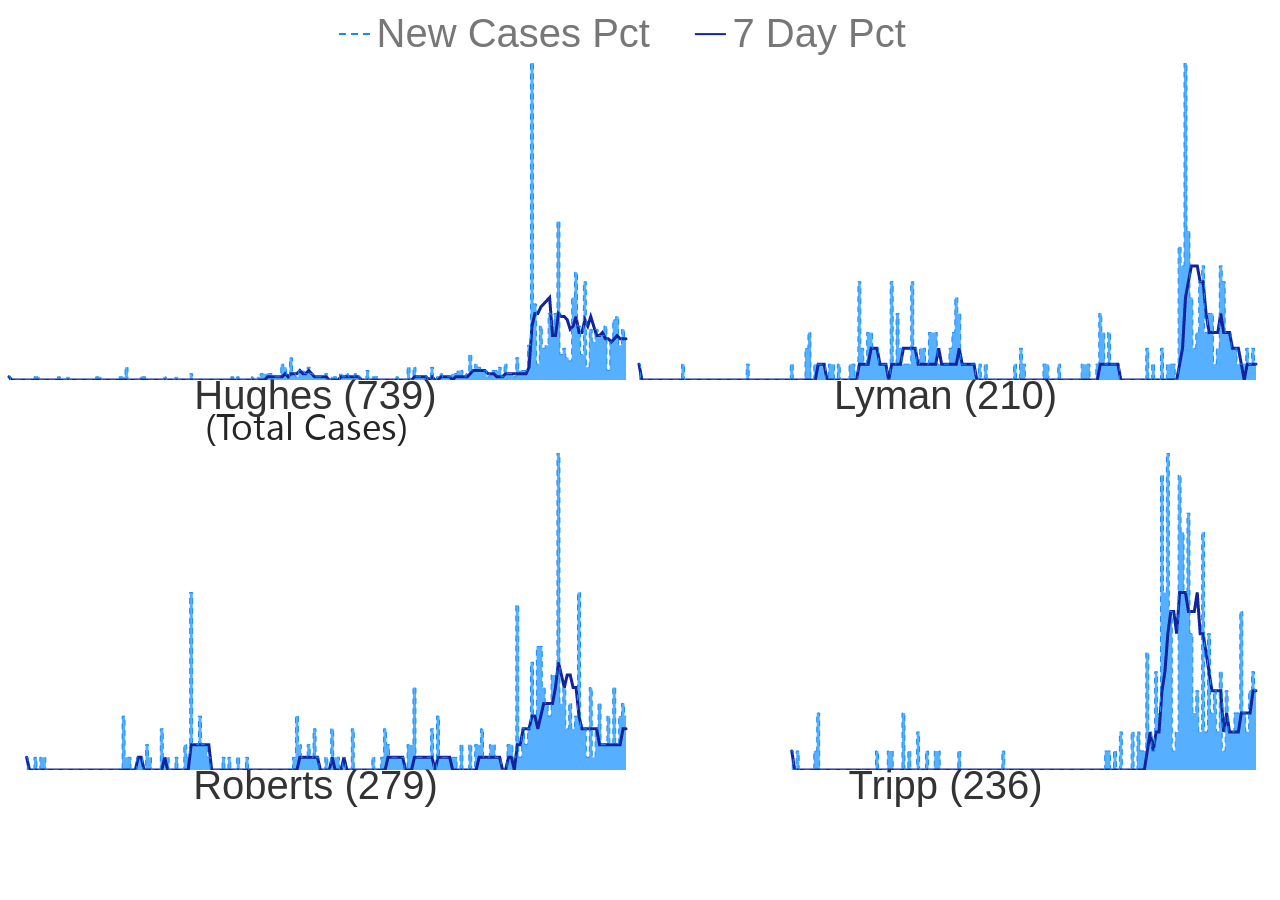 New Cases Pct 7 Day Pct
Hughes (739) Lyman (210)
(Total Cases)
Roberts (279) Tripp (236)